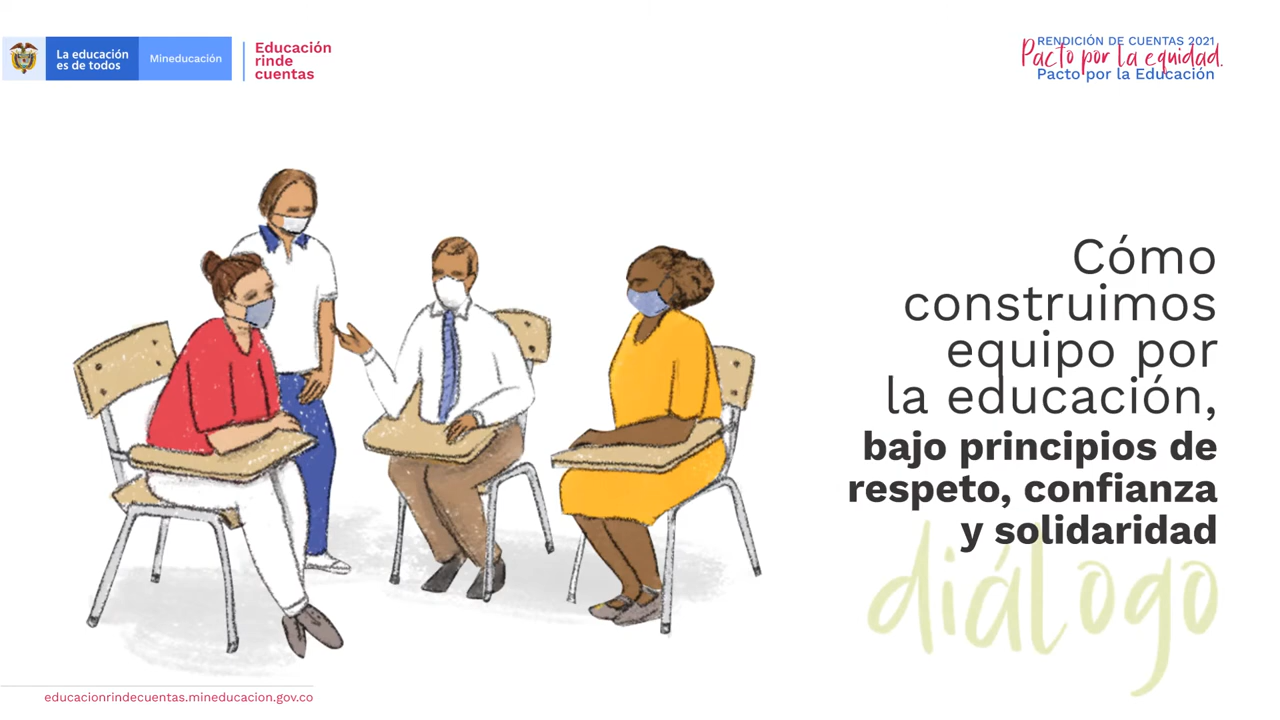 La educación
es de todos
Mineducación
Educación
rinde
cuentas
RENDICIÓN DE CUENTAS 2021
Pacto por la equidad.
Pacto por la Educación
Cómo
construimos
equipo por
la educación,
bajo principios de
respeto, confianza
y solidaridad
diálogo
educacionrindecuentas.mineducacion.gov.co